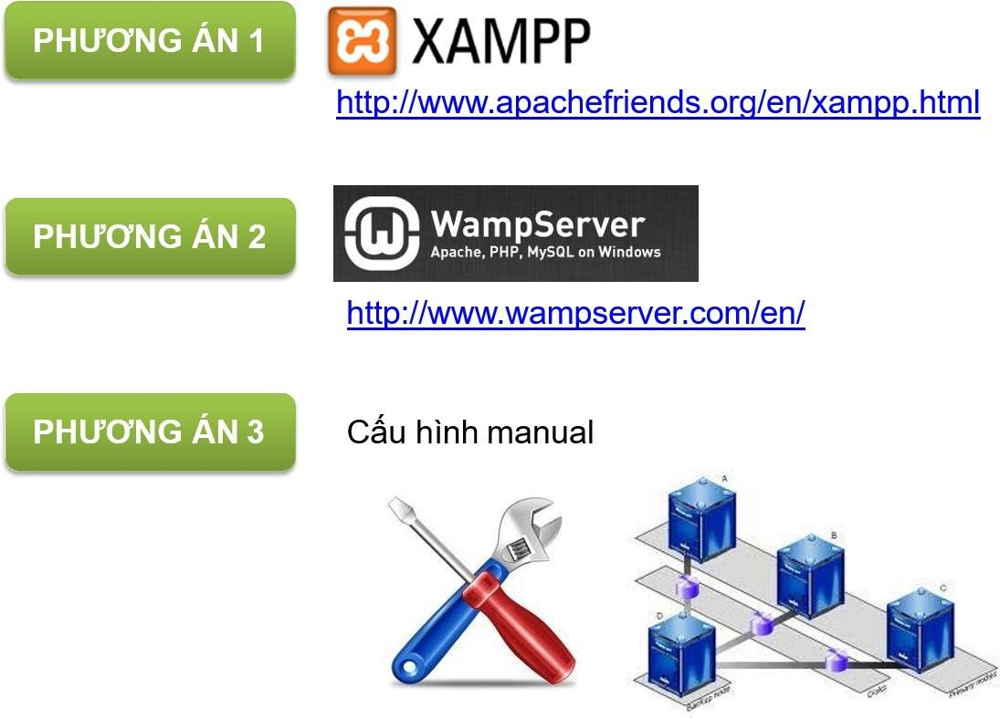 PHƯƠNG ÁN 1
XAMPP
http://www.apachefriends.org/en/xampp.html
PHƯƠNG ÁN 2
WampServer
Apache, PHP, MySQL on Windows
http://www.wampserver.com/en/
PHƯƠNG ÁN 3
Cấu hình manual
A
B
C
D
Backup node
Disks
Primary nodes